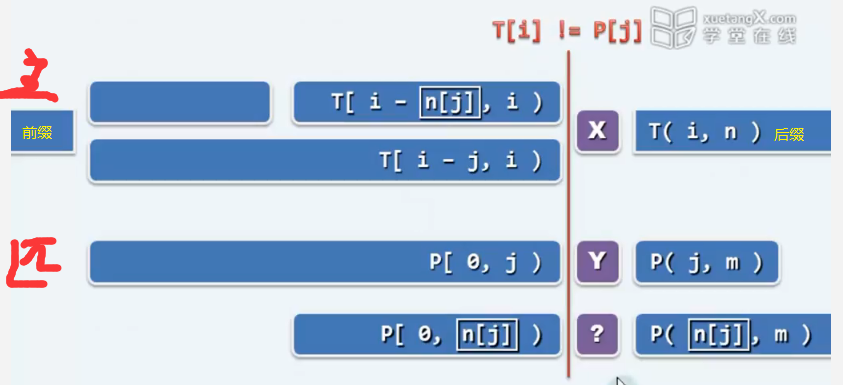 T[i] != P[j]
xuetangX.com
学堂在线
主
T[ i - n[j], i )
前缀
X
T( i, n ) 后缀
T[ i - j, i )
匹
P[ 0, j )
Y
P( j, m )
P[ 0, n[j] )
?
P( n[j], m )